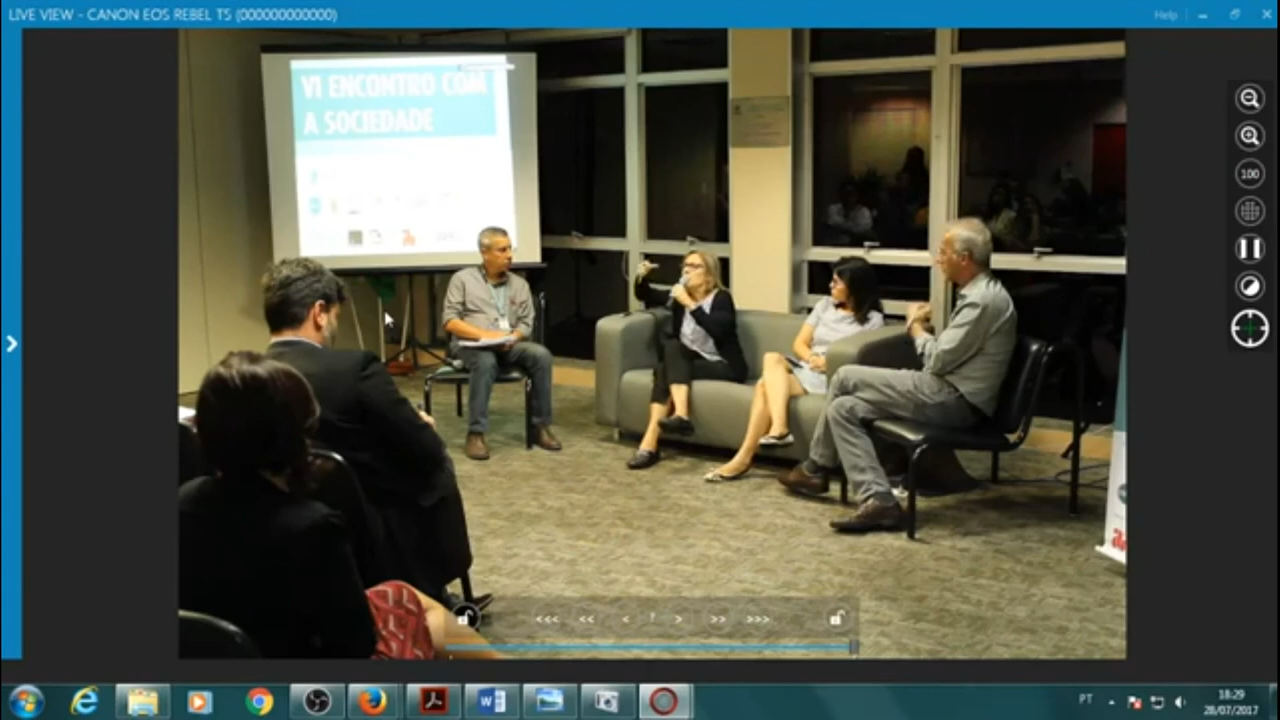 LIVE VIEW - CANON EOS REBEL T5 (000000000000)
Help
VI ENCONTRO COM
A SOCIEDADE
100
<<< << < ? > >> >>>
PT
18:29
28/07/2017